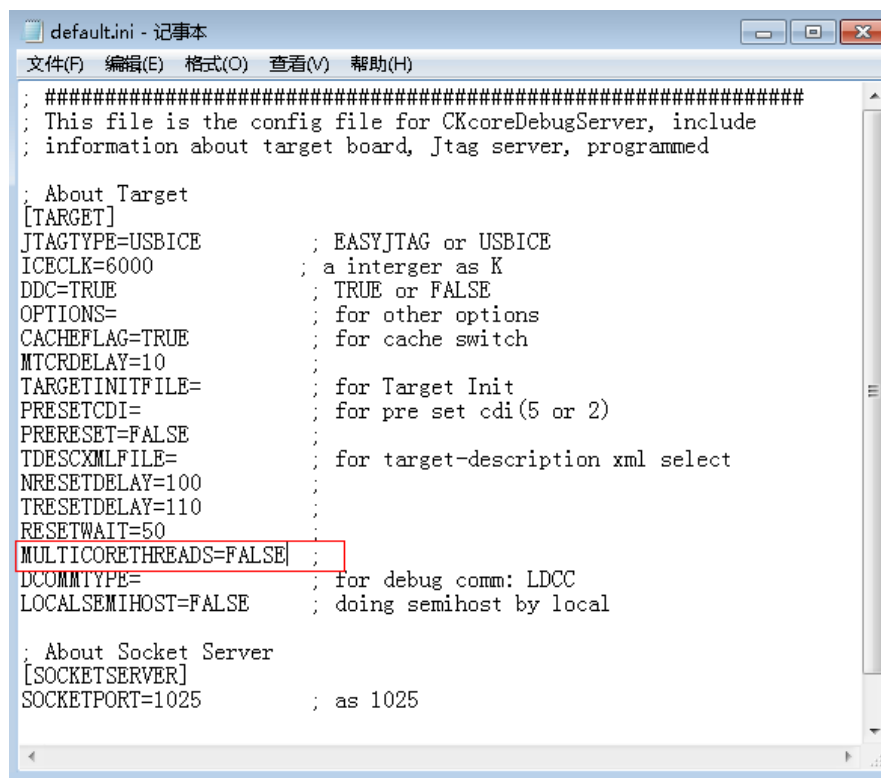 default.ini - 记事本
文件(F) 编辑(E) 格式(O) 查看(V) 帮助(H)
; ###############################################################
; This file is the config file for CKcoreDebugServer, include
; information about target board, Jtag server, programmed
; About Target
[TARGET]
JTAGTYPE=USBICE ; EASYJTAG or USBICE
ICECLK=6000 ; a interger as K
DDC=TRUE ; TRUE or FALSE
OPTIONS= ; for other options
CACHEFLAG=TRUE ; for cache switch
MTCRDELAY=10 ;
TARGETINITFILE= ; for Target Init
PRESETCDI= ; for pre set cdi(5 or 2)
PRERESET=FALSE ;
TDESCXMLFILE= ; for target-description xml select
NRESETDELAY=100 ;
TRESETDELAY=110 ;
RESETWAIT=50 ;
MULTICORETHREADS=FALSE ;
DCOMMTYPE= ; for debug comm: LDCC
LOCALSEMIHOST=FALSE ; doing semihost by local
; About Socket Server
[SOCKETSERVER]
SOCKETPORT=1025 ; as 1025